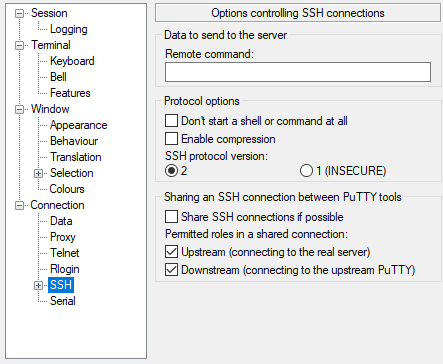 Session
Logging
Terminal
Keyboard
Bell
Features
Window
Appearance
Behaviour
Translation
Selection
Colours
Connection
Data
Proxy
Telnet
Rlogin
SSH
Serial
Options controlling SSH connections
Data to send to the server
Remote command:
Protocol options
Don't start a shell or command at all
Enable compression
SSH protocol version:
2 1 (INSECURE)
Sharing an SSH connection between PuTTY tools
Share SSH connections if possible
Permitted roles in a shared connection:
Upstream (connecting to the real server)
Downstream (connecting to the upstream PuTTY)